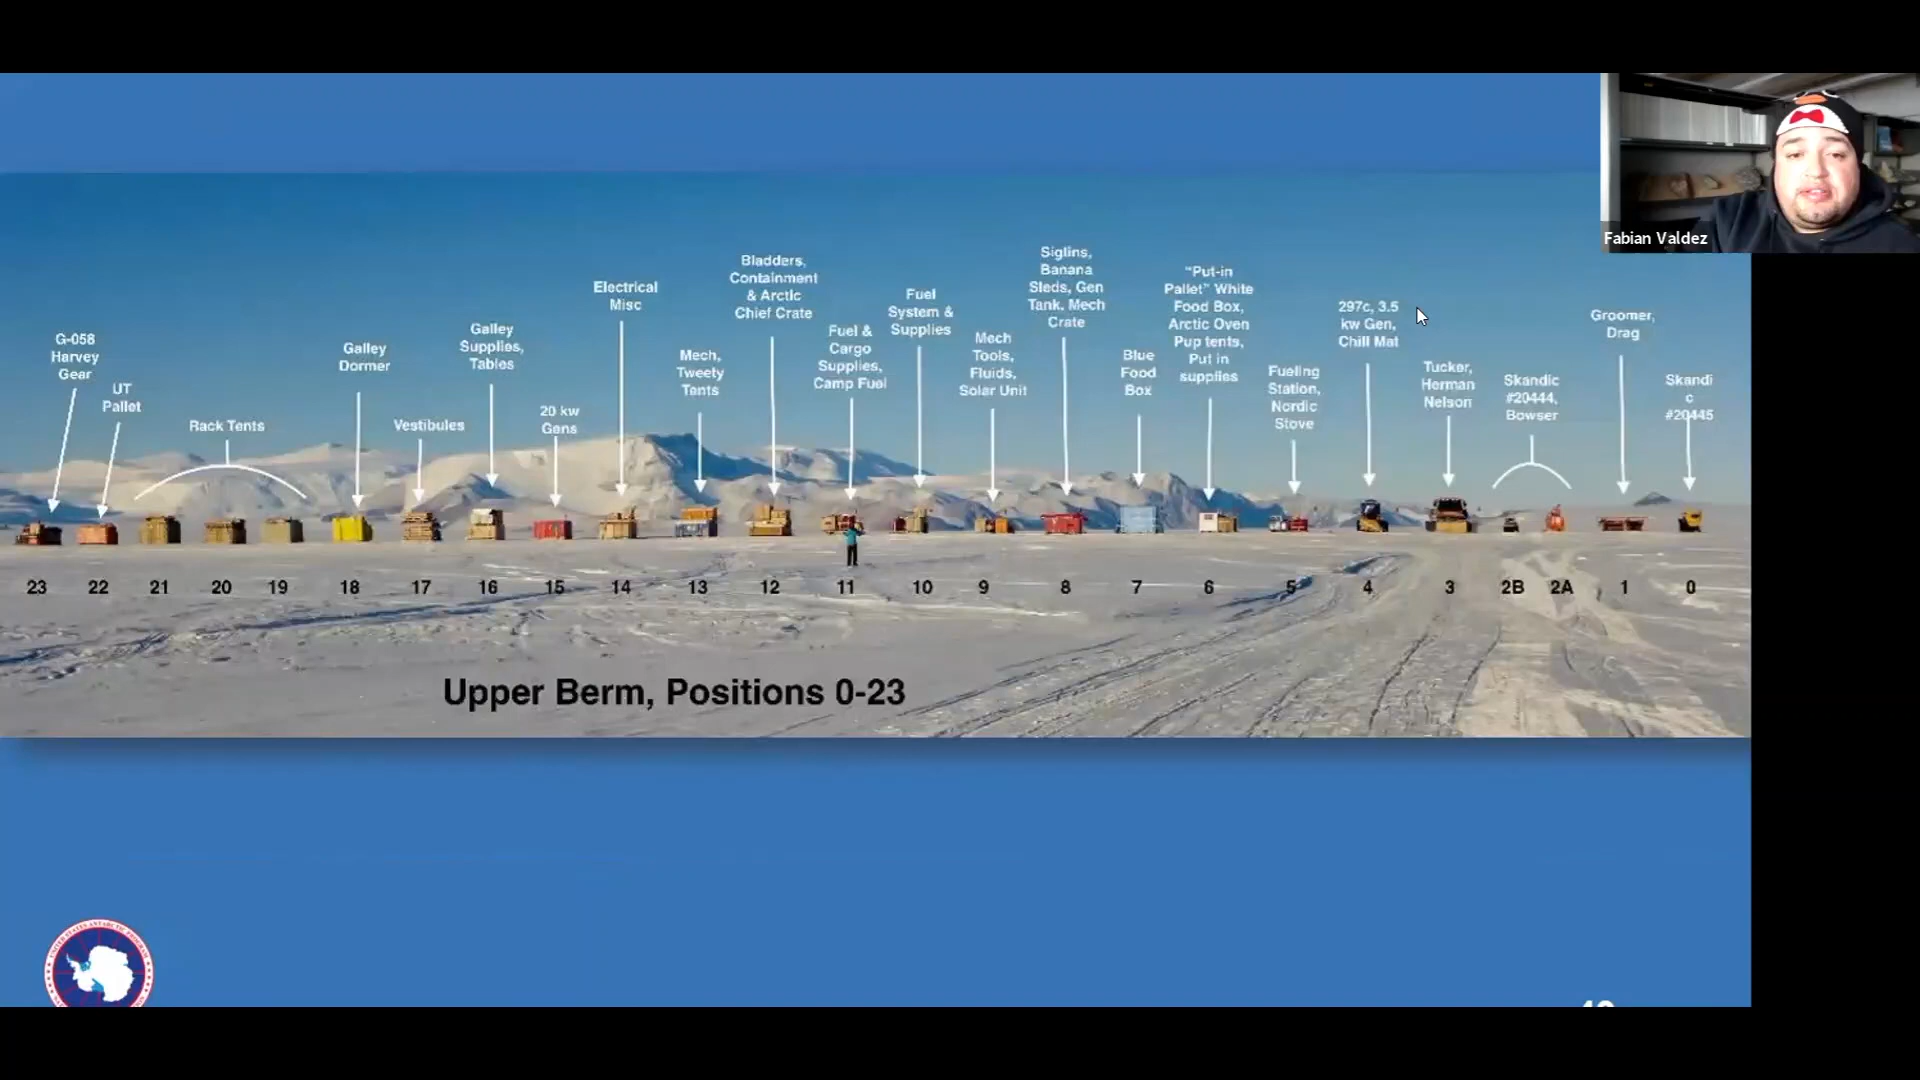 Fabian Valdez
G-058
Harvey
Gear
UT
Pallet
Rack Tents
Galley
Dormer
Vestibules
Galley
Supplies,
Tables
20 kw
Gens
Electrical
Misc
Mech,
Tweety
Tents
Bladders,
Containment
& Arctic
Chief Crate
Fuel &
Cargo
Supplies,
Camp Fuel
Fuel
System &
Supplies
Mech
Tools,
Fluids,
Solar Unit
Siglins,
Banana
Sleds, Gen
Tank, Mech
Crate
Blue
Food
Box
"Put-in
Pallet" White
Food Box,
Arctic Oven
Pup tents,
Put in
supplies
Fueling
Station,
Nordic
Stove
297c, 3.5
kw Gen,
Chill Mat
Tucker,
Herman
Nelson
Skandic
#20444,
Bowser
Groomer,
Drag
Skandi
c
#20445
23 22 21 20 19 18 17 16 15 14 13 12 11 10 9 8 7 6 5 4 3 2B 2A 1 0
Upper Berm, Positions 0-23
UNITED STATES ANTARCTIC PROGRAM